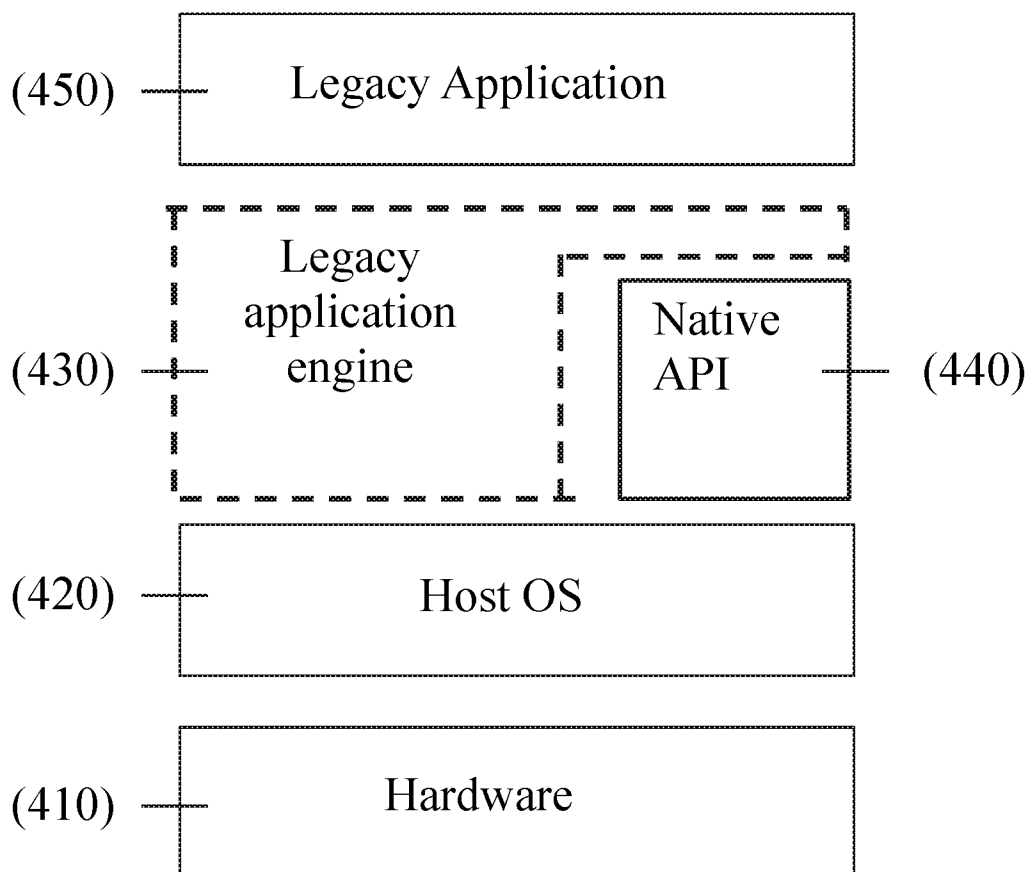 (450)
Legacy Application
Legacy
application
engine
(430)
Native
API
(440)
(420)
Host OS
(410)
Hardware